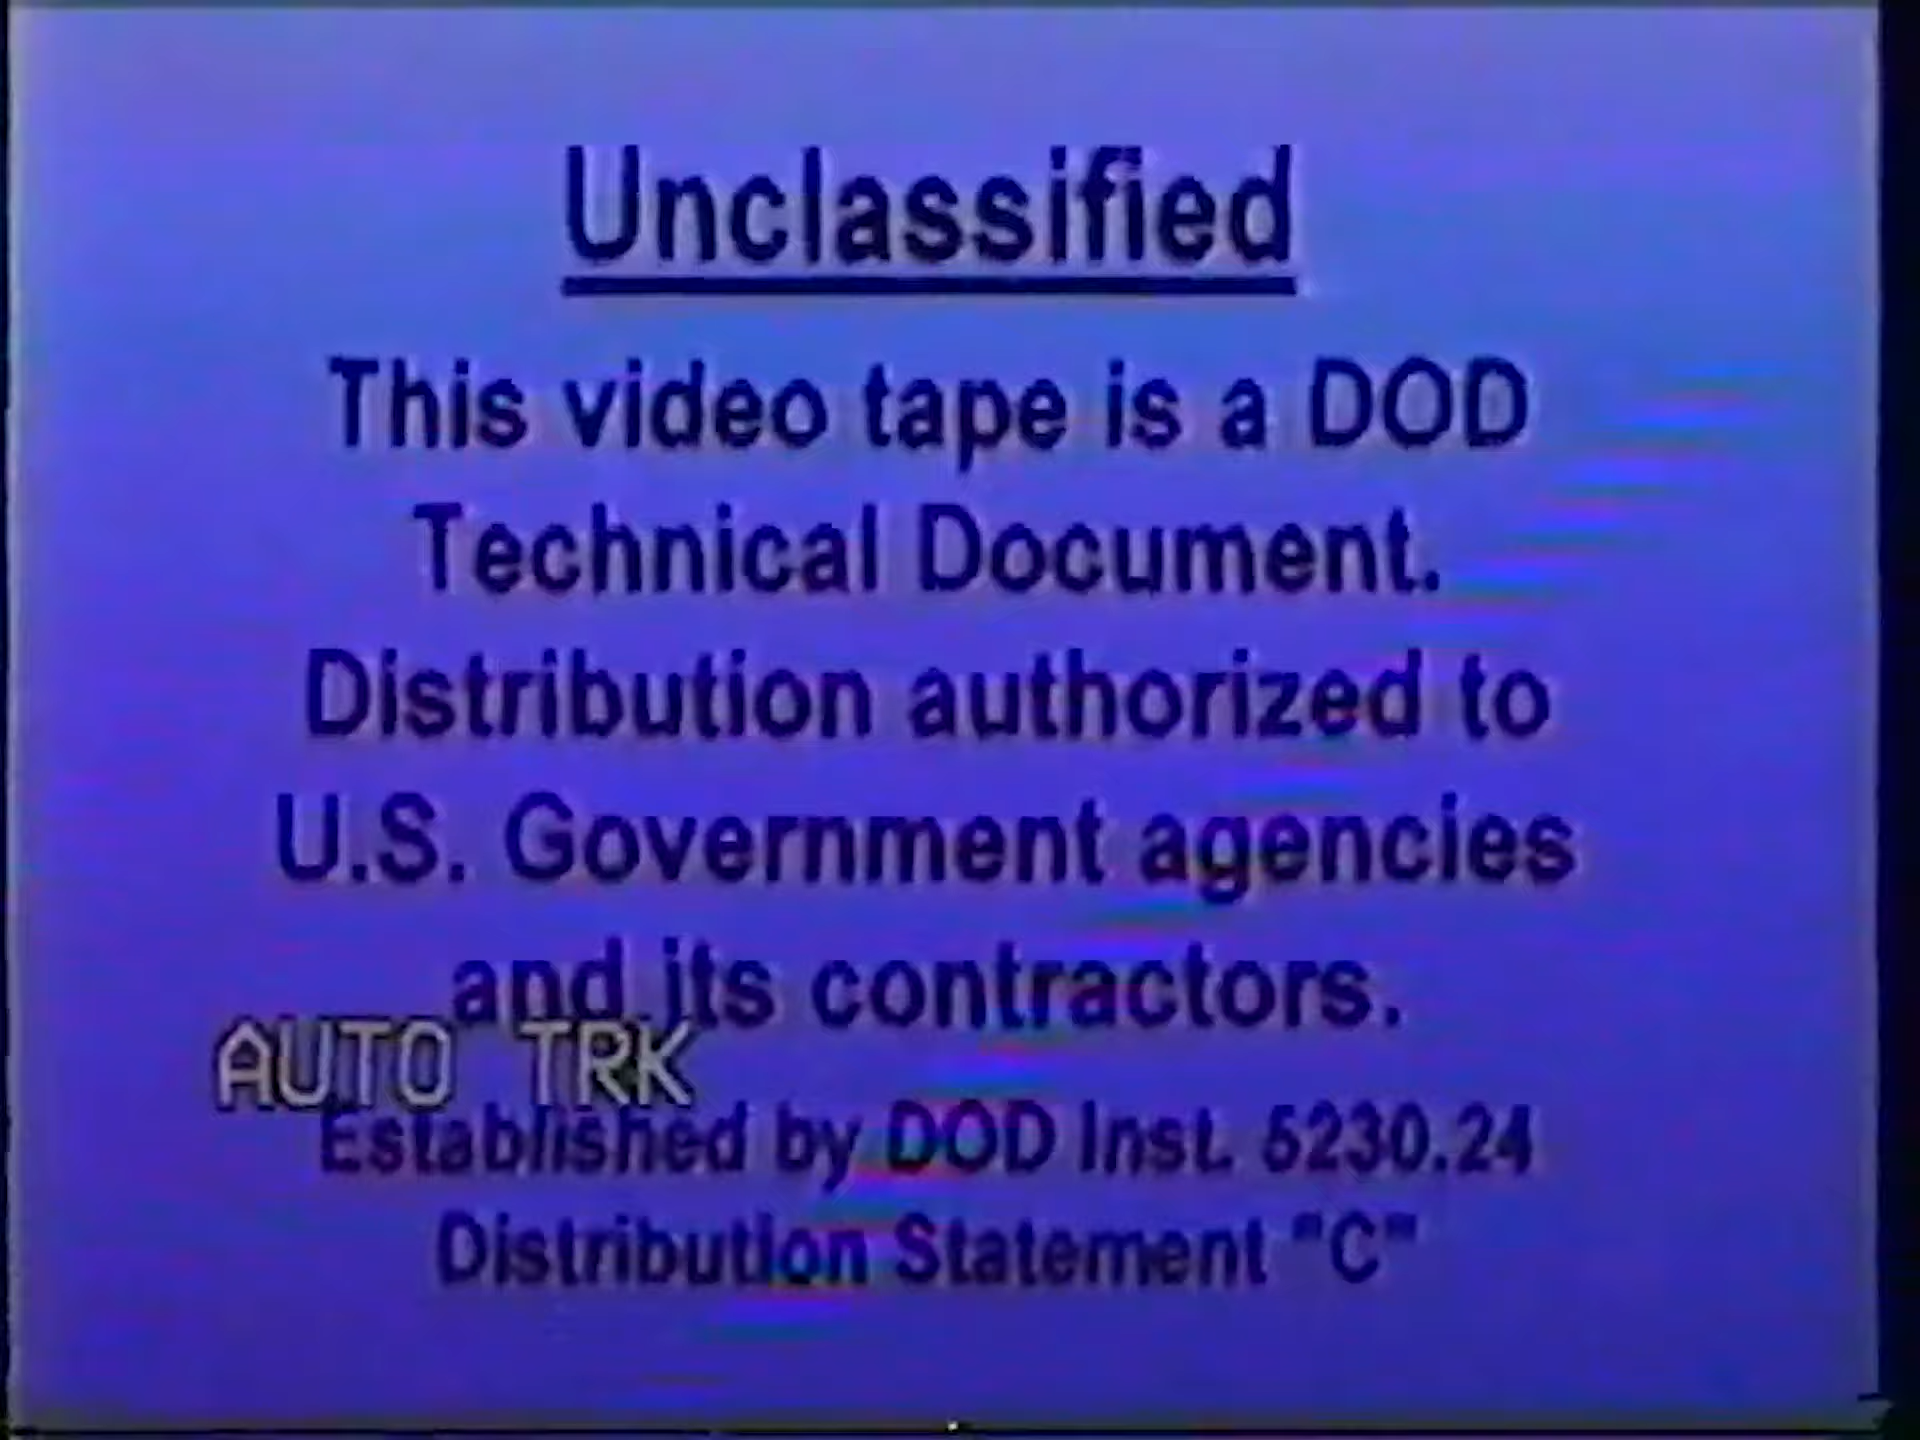 Unclassified
This video tape is a DOD
Technical Document.
Distribution authorized to
U.S. Government agencies
and its contractors.
AUTO TRK
Established by DOD Inst. 5230.24
Distribution Statement "C"